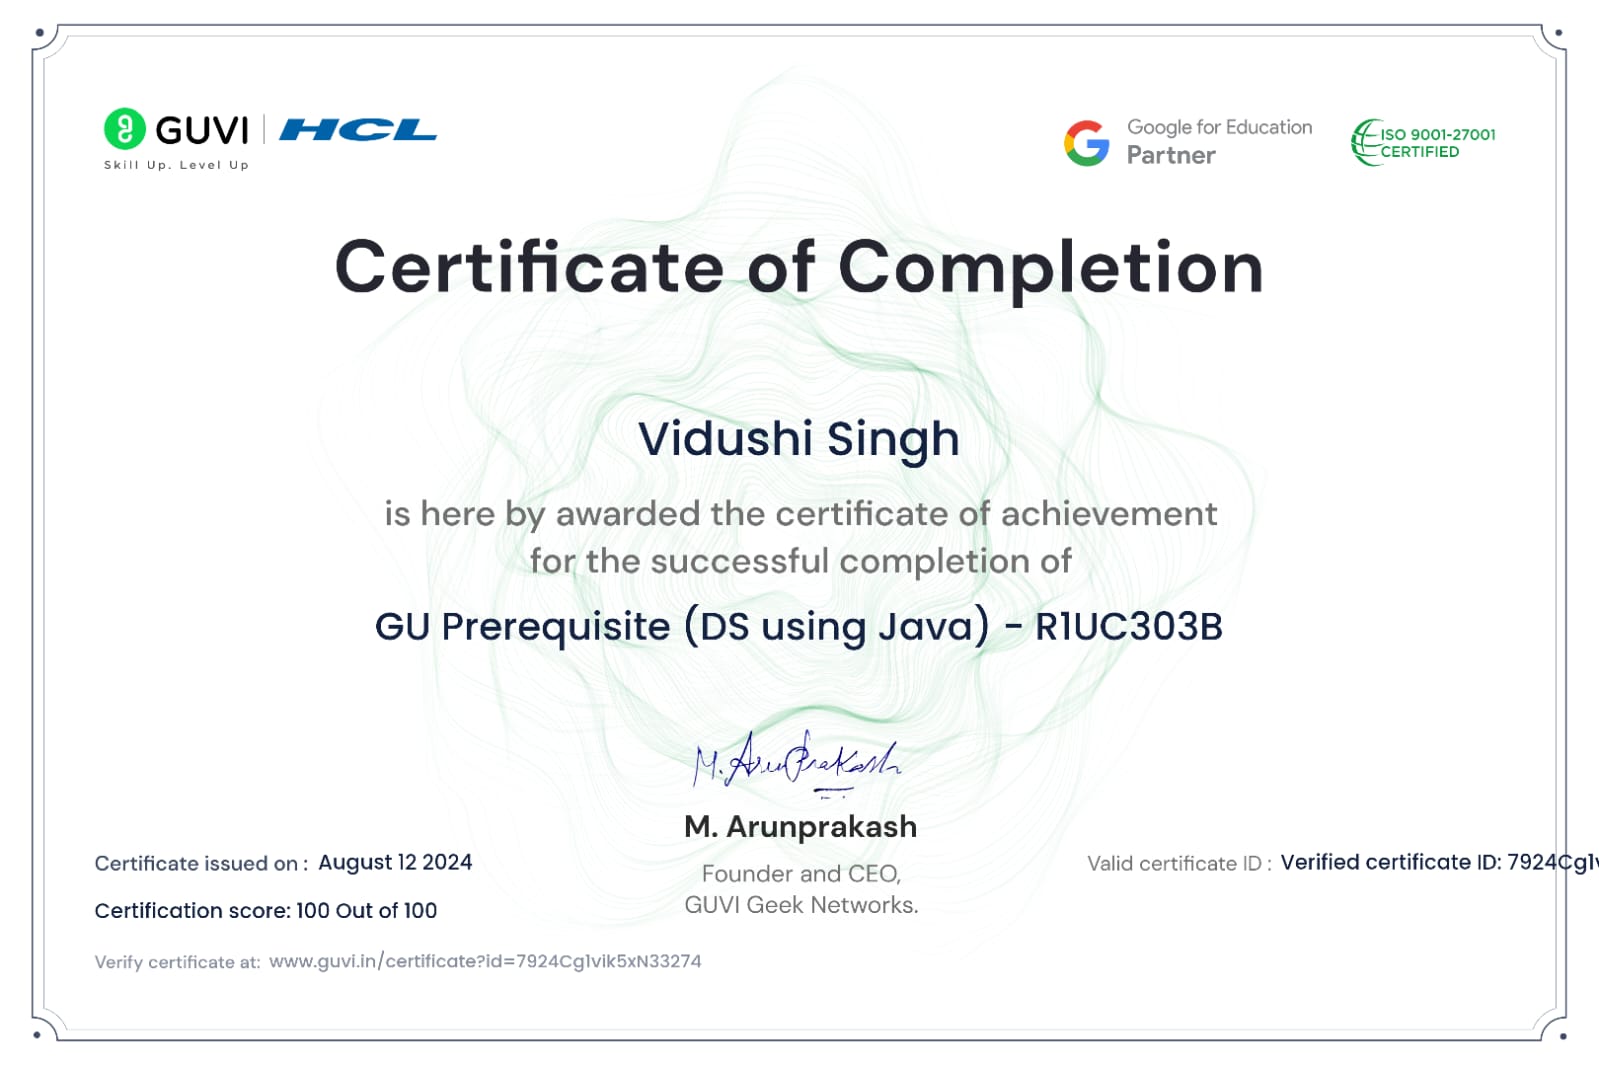 GUVI | HCL
Skill Up. Level Up
Google for Education
Partner
ISO 9001-27001
CERTIFIED
Certificate of Completion
Vidushi Singh
is here by awarded the certificate of achievement
for the successful completion of
GU Prerequisite (DS using Java) - R1UC303B
M. ArunPrakash
M. Arunprakash
Founder and CEO,
GUVI Geek Networks.
Certificate issued on : August 12 2024
Certification score: 100 Out of 100
Verify certificate at: www.guvi.in/certificate?id=7924Cg1vik5xN33274
Valid certificate ID : Verified certificate ID: 7924Cg1v